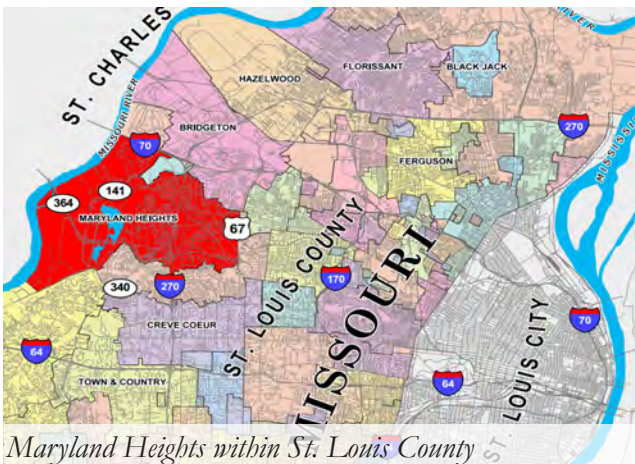 ST. CHARLES
MISSOURI RIVER
RIVER
FLORISSANT
BLACK JACK
HAZELWOOD
BRIDGETON
270
MISSISSI
70
FERGUSON
141
364
MARYLAND HEIGHTS
67
ST. LOUIS COUNTY
MISSOURI
340
270
170
CREVE COEUR
70
64
TOWN & COUNTRY
64
ST. LOUIS CITY
Maryland Heights within St. Louis County